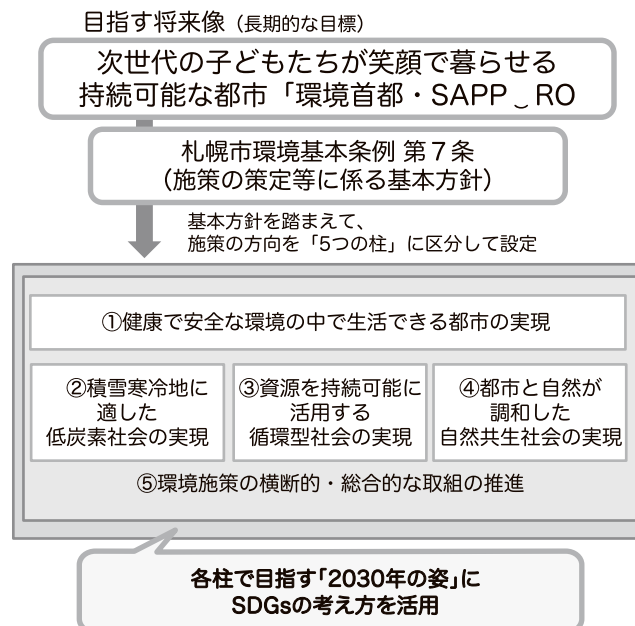 目指す将来像（長期的な目標）
次世代の子どもたちが笑顔で暮らせる
持続可能な都市「環境首都・SAPP‿RO
札幌市環境基本条例 第７条
（施策の策定等に係る基本方針）
基本方針を踏まえて、
施策の方向を「5つの柱」に区分して設定
①健康で安全な環境の中で生活できる都市の実現
②積雪寒冷地に
適した
低炭素社会の実現
③資源を持続可能に
活用する
循環型社会の実現
④都市と自然が
調和した
自然共生社会の実現
⑤環境施策の横断的・総合的な取組の推進
各柱で目指す「2030年の姿」に
SDGsの考え方を活用